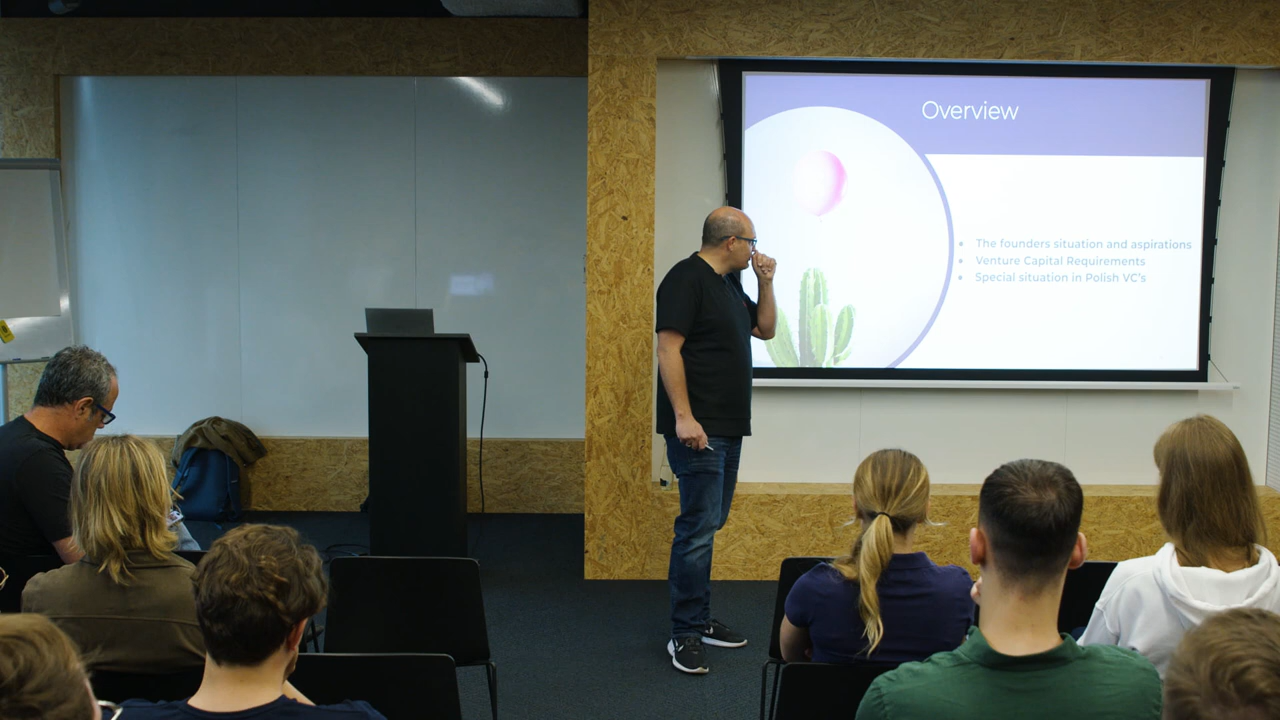 Overview
The founders situation and aspirations
Venture Capital Requirements
Special situation in Polish VC's